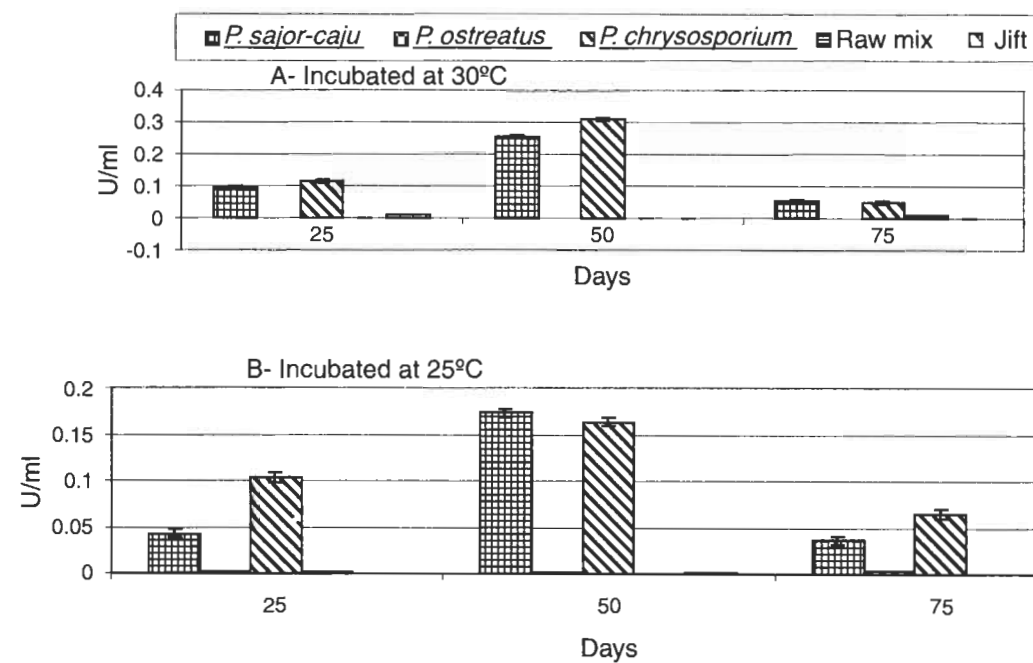 P. sajor-caju P. ostreatus P. chrysosporium Raw mix Jift
A- Incubated at 30ºC
0.4
0.3
0.2
0.1
0
-0.1
U/ml
25 50 75
Days
B- Incubated at 25ºC
0.2
0.15
0.1
0.05
0
U/ml
25 50 75
Days